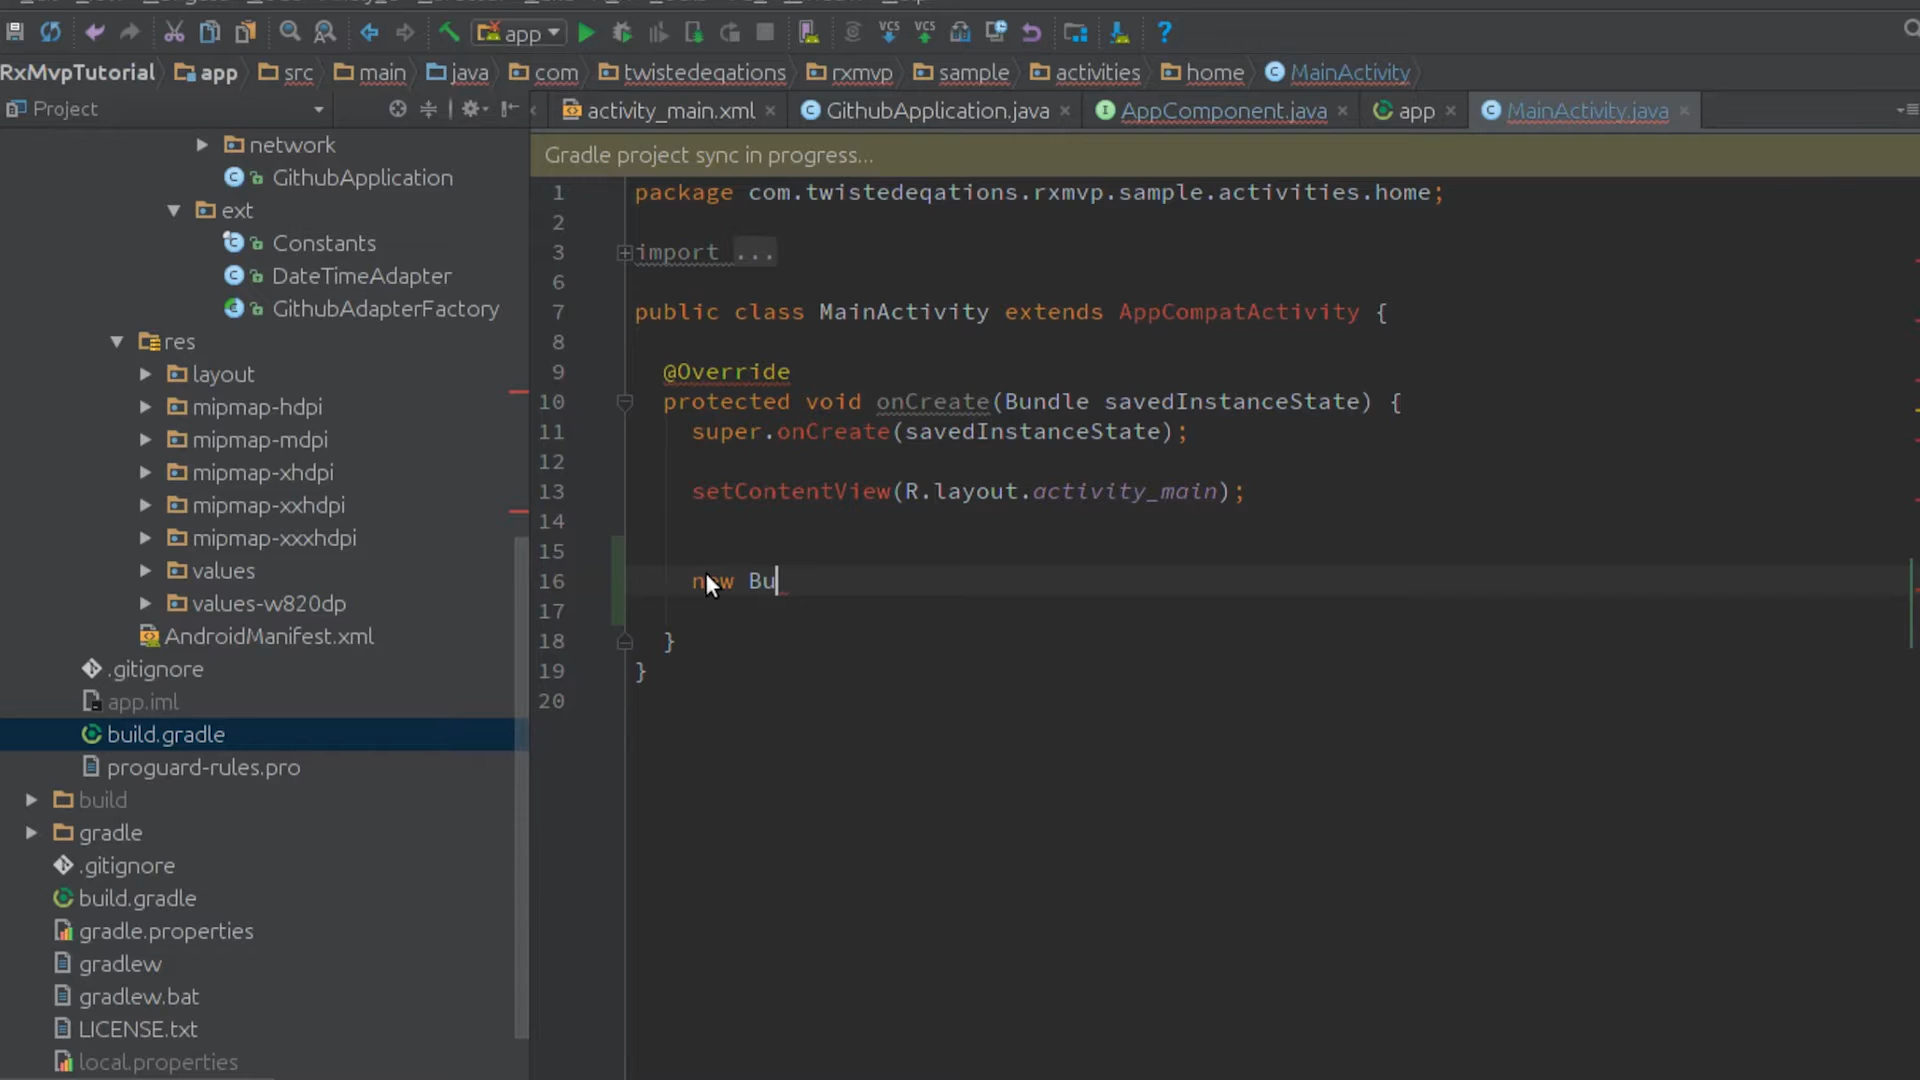 app
RxMvpTutorial app src main java com twistedeqations rxmvp sample activities home MainActivity
Project
activity_main.xml GithubApplication.java AppComponent.java app MainActivity.java
Gradle project sync in progress...
network
GithubApplication
ext
Constants
DateTimeAdapter
GithubAdapterFactory
res
layout
mipmap-hdpi
mipmap-mdpi
mipmap-xhdpi
mipmap-xxhdpi
mipmap-xxxhdpi
values
values-w820dp
AndroidManifest.xml
.gitignore
app.iml
build.gradle
proguard-rules.pro
build
gradle
.gitignore
build.gradle
gradle.properties
gradlew
gradlew.bat
LICENSE.txt
local.properties
1 package com.twistedeqations.rxmvp.sample.activities.home;
2
3 import ...
6
7 public class MainActivity extends AppCompatActivity {
8
9 @Override
10 protected void onCreate(Bundle savedInstanceState) {
11 super.onCreate(savedInstanceState);
12
13 setContentView(R.layout.activity_main);
14
15
16 new Bu
17
18 }
19 }
20